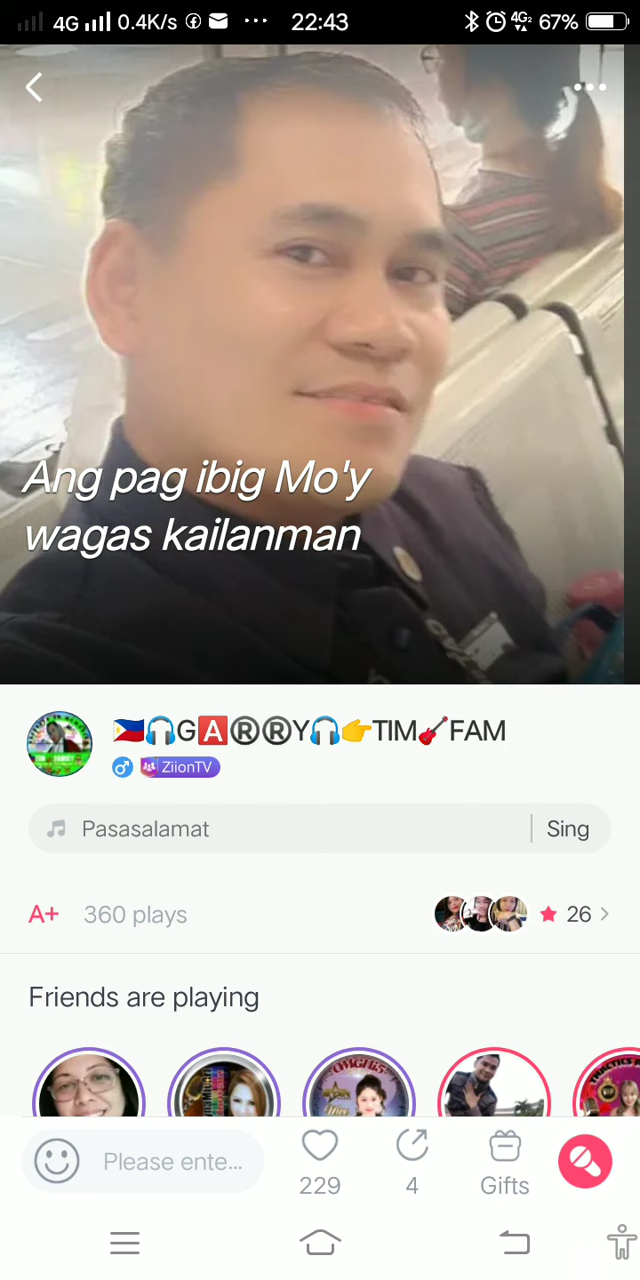 4G 0.4K/s ... 22:43 4G² 67%
Ang pag ibig Mo'y
wagas kailanman
🇵🇭🎧G🅰®®Y🎧👉TIM🎸FAM
ZiionTV
Pasasalamat Sing
A+ 360 plays 26
Friends are playing
Please ente...
229 4 Gifts